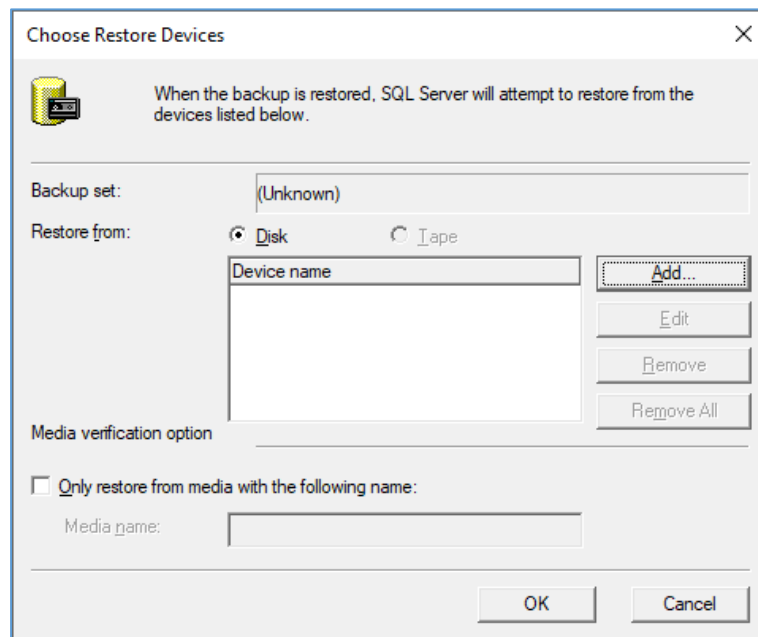 Choose Restore Devices
When the backup is restored, SQL Server will attempt to restore from the
devices listed below.
Backup set:
(Unknown)
Restore from:
Disk
Tape
Device name
Add...
Edit
Remove
Remove All
Media verification option
Only restore from media with the following name:
Media name:
OK
Cancel